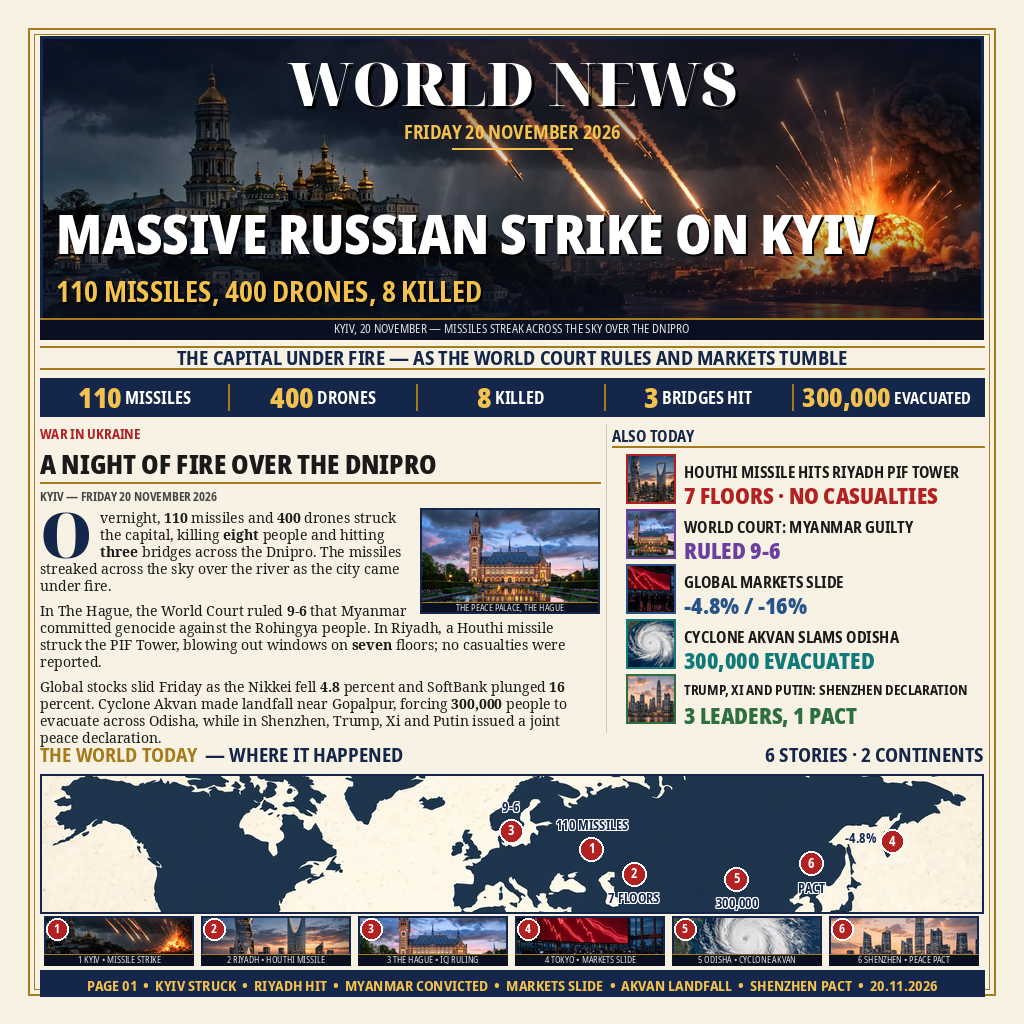 WORLD NEWS
FRIDAY 20 NOVEMBER 2026
MASSIVE RUSSIAN STRIKE ON KYIV
110 MISSILES, 400 DRONES, 8 KILLED
KYIV, 20 NOVEMBER — MISSILES STREAK ACROSS THE SKY OVER THE DNIPRO
THE CAPITAL UNDER FIRE — AS THE WORLD COURT RULES AND MARKETS TUMBLE
110 MISSILES
400 DRONES
8 KILLED
3 BRIDGES HIT
300,000 EVACUATED
WAR IN UKRAINE
A NIGHT OF FIRE OVER THE DNIPRO
KYIV — FRIDAY 20 NOVEMBER 2026
Overnight, 110 missiles and 400 drones struck
the capital, killing eight people and hitting
three bridges across the Dnipro. The missiles
streaked across the sky over the river as the city came
under fire.
THE PEACE PALACE, THE HAGUE
In The Hague, the World Court ruled 9-6 that Myanmar
committed genocide against the Rohingya people. In Riyadh, a Houthi missile
struck the PIF Tower, blowing out windows on seven floors; no casualties were
reported.
Global stocks slid Friday as the Nikkei fell 4.8 percent and SoftBank plunged 16
percent. Cyclone Akvan made landfall near Gopalpur, forcing 300,000 people to
evacuate across Odisha, while in Shenzhen, Trump, Xi and Putin issued a joint
peace declaration.
ALSO TODAY
HOUTHI MISSILE HITS RIYADH PIF TOWER
7 FLOORS · NO CASUALTIES
WORLD COURT: MYANMAR GUILTY
RULED 9-6
GLOBAL MARKETS SLIDE
-4.8% / -16%
CYCLONE AKVAN SLAMS ODISHA
300,000 EVACUATED
TRUMP, XI AND PUTIN: SHENZHEN DECLARATION
3 LEADERS, 1 PACT
THE WORLD TODAY — WHERE IT HAPPENED
6 STORIES · 2 CONTINENTS
9-6
3
110 MISSILES
1
2
7 FLOORS
5
300,000
6
PACT
-4.8%
4
1
1 KYIV • MISSILE STRIKE
2
2 RIYADH • HOUTHI MISSILE
3
3 THE HAGUE • ICJ RULING
4
4 TOKYO • MARKETS SLIDE
5
5 ODISHA • CYCLONE AKVAN
6
6 SHENZHEN • PEACE PACT
PAGE 01 • KYIV STRUCK • RIYADH HIT • MYANMAR CONVICTED • MARKETS SLIDE • AKVAN LANDFALL • SHENZHEN PACT • 20.11.2026